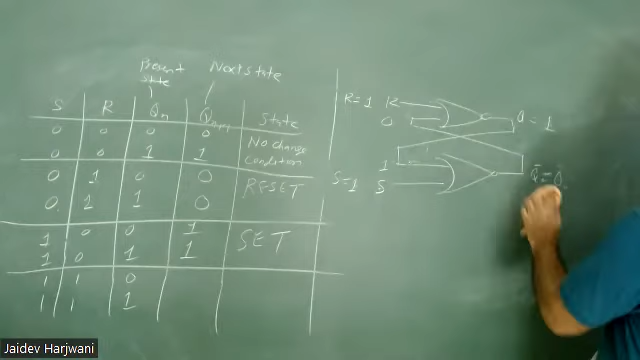 Present state Next state
S R Qn Qn+1 State
0 0 0 0 No change condition
0 0 1 1
0 1 0 0 RESET
0 1 1 0
1 0 0 1 SET
1 0 1 1
1 1 0
1 1 1
R=1 R
0
Q = 1
1
S=1 S
Jaidev Harjwani